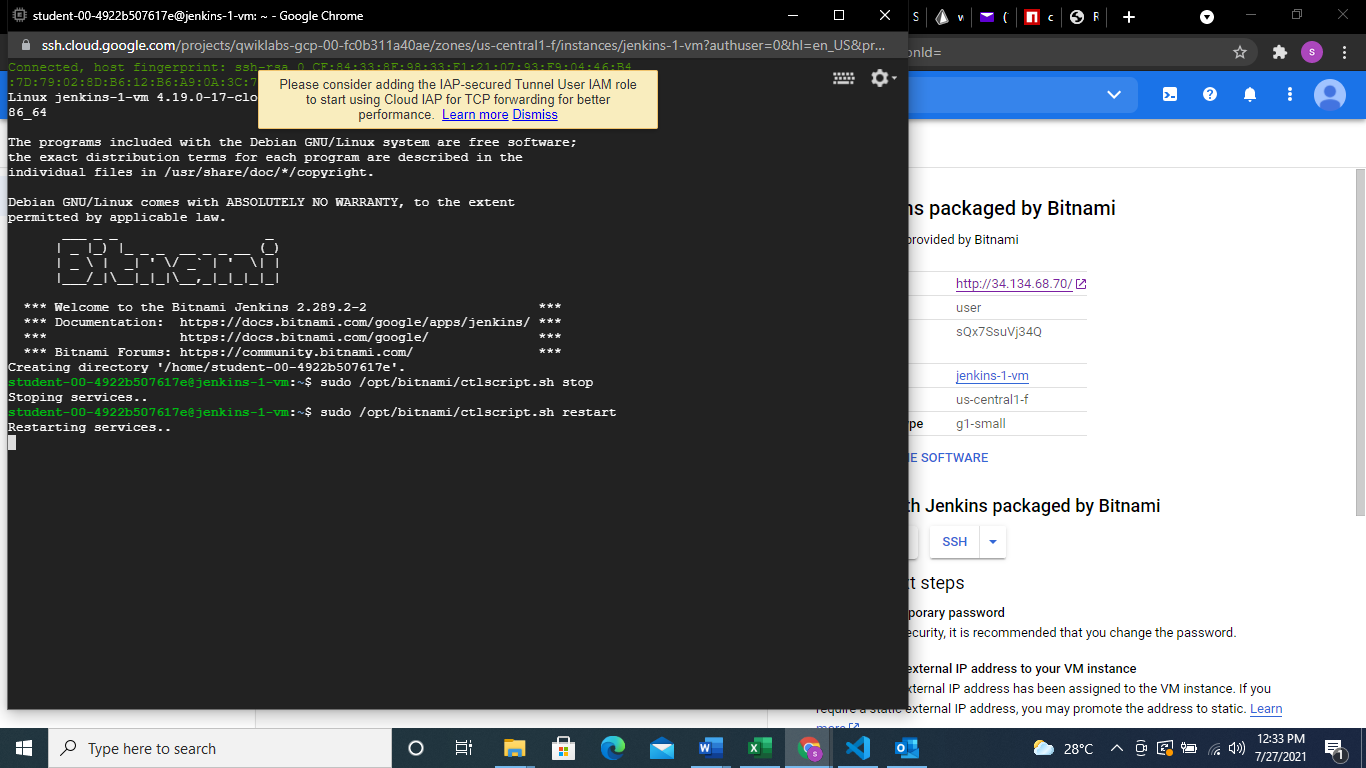 student-00-4922b507617e@jenkins-1-vm: ~ - Google Chrome
ssh.cloud.google.com/projects/qwiklabs-gcp-00-fc0b311a40ae/zones/us-central1-f/instances/jenkins-1-vm?authuser=0&hl=en_US&pr...
Connected, host fingerprint: ssh-rsa 0 CE:84:33:8E:98:33:F1:21:07:93:F9:04:46:B4
:7D:79:02:8D:B6:12:B6:A9:0A:3C:7
Linux jenkins-1-vm 4.19.0-17-clo
86_64
Please consider adding the IAP-secured Tunnel User IAM role
to start using Cloud IAP for TCP forwarding for better
performance. Learn more Dismiss
The programs included with the Debian GNU/Linux system are free software;
the exact distribution terms for each program are described in the
individual files in /usr/share/doc/*/copyright.
Debian GNU/Linux comes with ABSOLUTELY NO WARRANTY, to the extent
permitted by applicable law.
Bitnami
*** Welcome to the Bitnami Jenkins 2.289.2-2 ***
*** Documentation: https://docs.bitnami.com/google/apps/jenkins/ ***
*** https://docs.bitnami.com/google/ ***
*** Bitnami Forums: https://community.bitnami.com/ ***
Creating directory '/home/student-00-4922b507617e'.
student-00-4922b507617e@jenkins-1-vm:~$ sudo /opt/bitnami/ctlscript.sh stop
Stoping services..
student-00-4922b507617e@jenkins-1-vm:~$ sudo /opt/bitnami/ctlscript.sh restart
Restarting services..
onId=
S
ns packaged by Bitnami
provided by Bitnami
http://34.134.68.70/
user
sQx7SsuVj34Q
jenkins-1-vm
us-central1-f
ype g1-small
E SOFTWARE
th Jenkins packaged by Bitnami
SSH
t steps
porary password
ecurity, it is recommended that you change the password.
external IP address to your VM instance
xternal IP address has been assigned to the VM instance. If you
require a static external IP address, you may promote the address to static. Learn
more
Type here to search
28°C
12:33 PM
7/27/2021
1